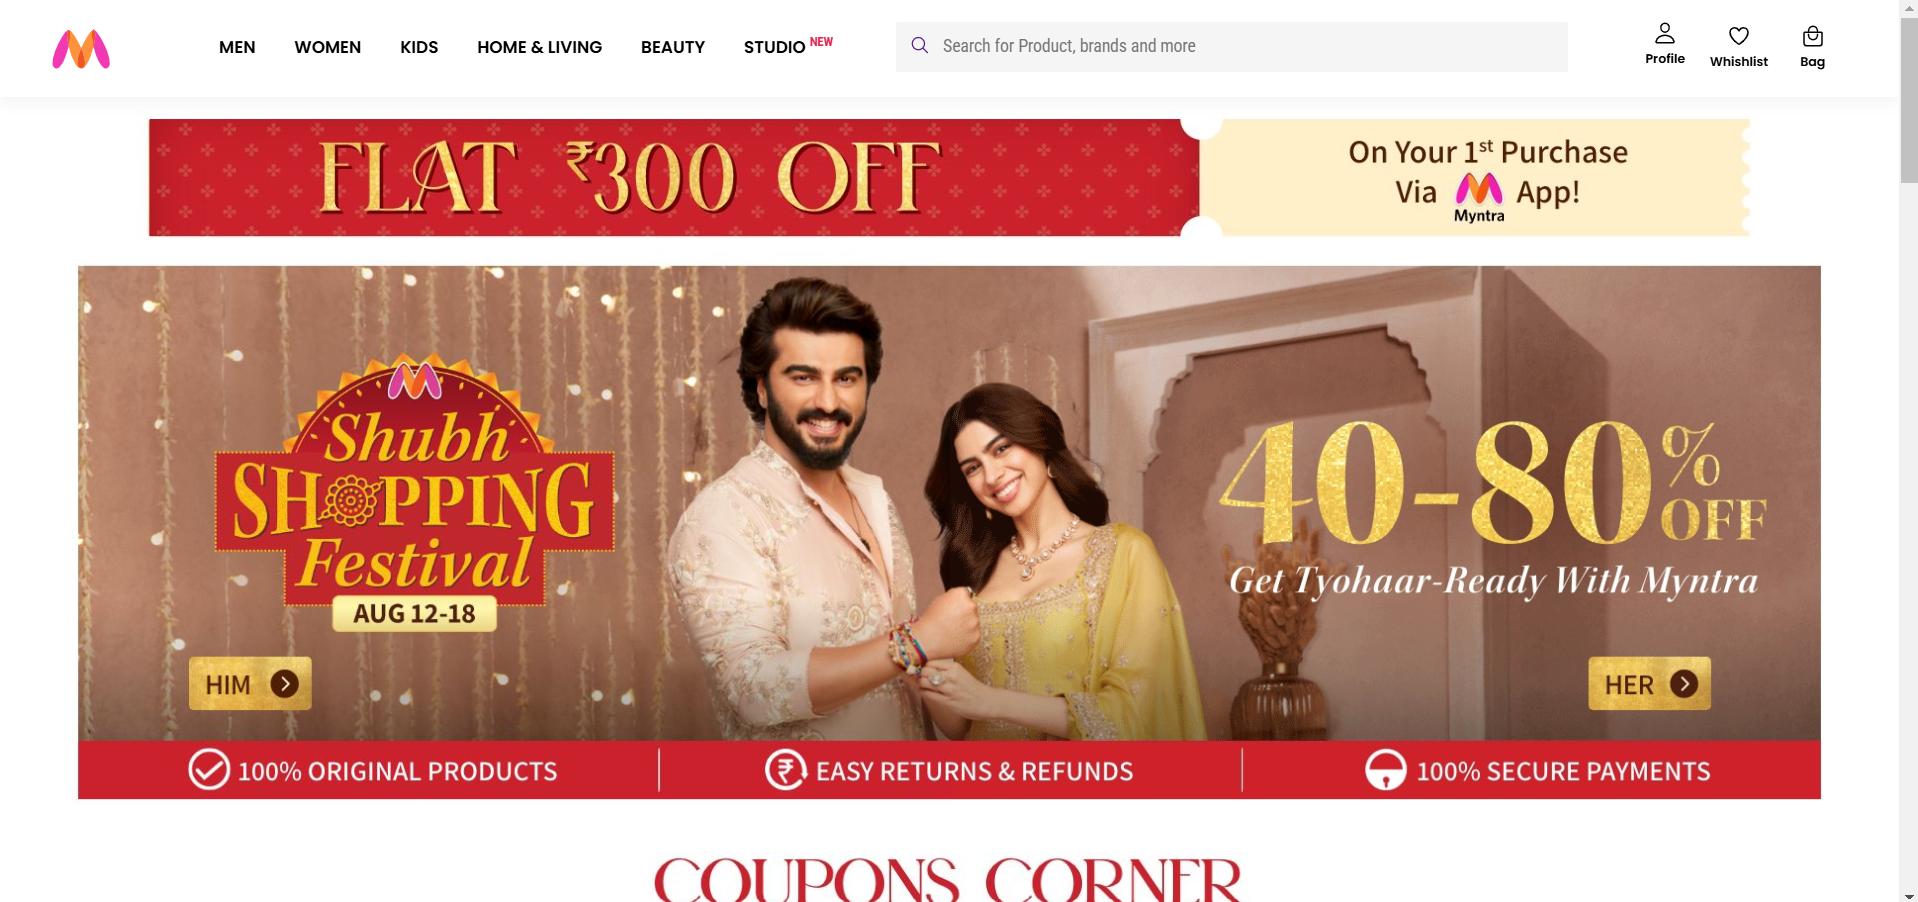 MEN WOMEN KIDS HOME & LIVING BEAUTY STUDIO NEW
Search for Product, brands and more
Profile
Whishlist
Bag
FLAT ₹300 OFF
On Your 1st Purchase
Via Myntra App!
Shubh
SHOPPING
Festival
AUG 12-18
40-80% OFF
Get Tyohaar-Ready With Myntra
HIM
HER
100% ORIGINAL PRODUCTS
EASY RETURNS & REFUNDS
100% SECURE PAYMENTS
COUPONS CORNER